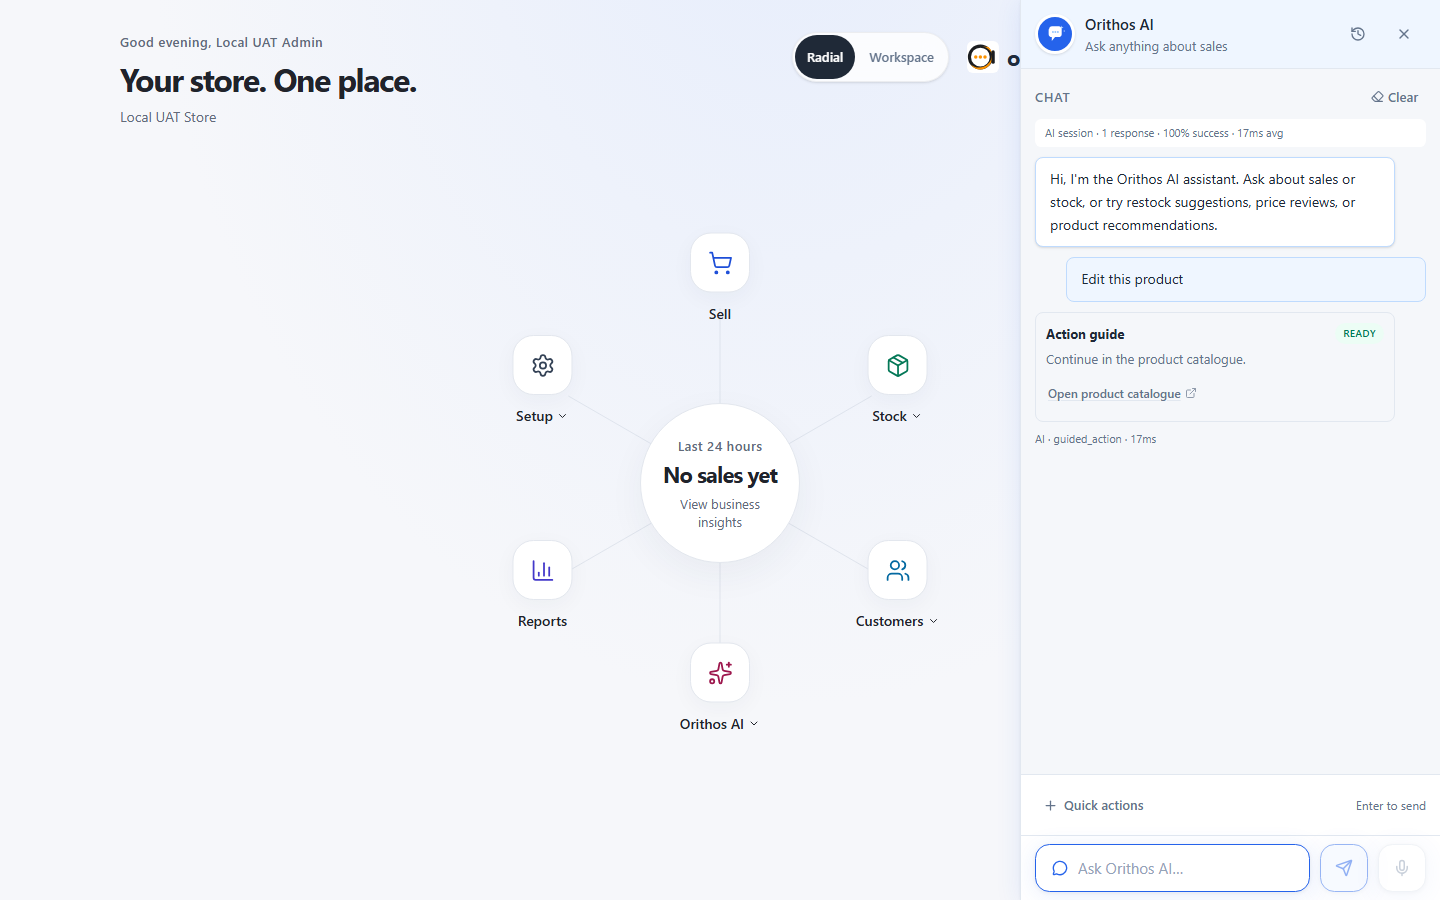 Good evening, Local UAT Admin
Your store. One place.
Local UAT Store
Radial
Workspace
Sell
Setup
Stock
Last 24 hours
No sales yet
View business
insights
Reports
Customers
Orithos AI
Orithos AI
Ask anything about sales
CHAT
Clear
AI session · 1 response · 100% success · 17ms avg
Hi, I'm the Orithos AI assistant. Ask about sales or
stock, or try restock suggestions, price reviews, or
product recommendations.
Edit this product
Action guide
READY
Continue in the product catalogue.
Open product catalogue
AI · guided_action · 17ms
Quick actions
Enter to send
Ask Orithos AI...